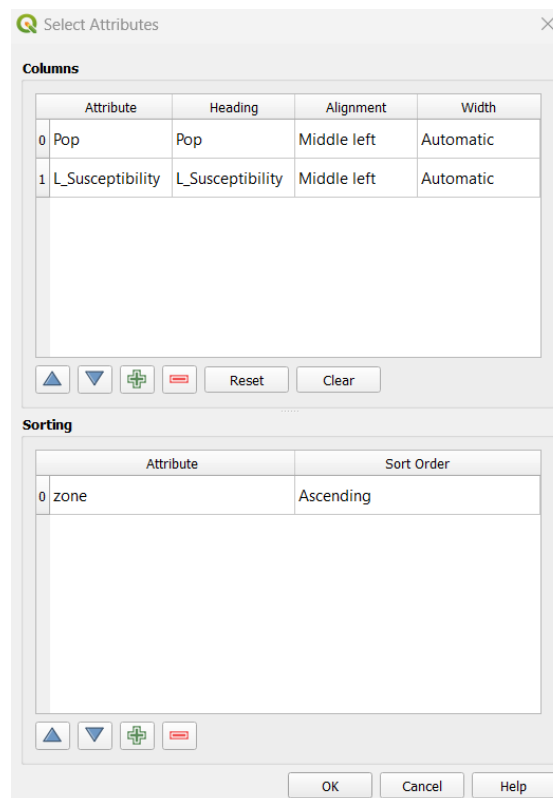 Select Attributes
Columns
Attribute Heading Alignment Width
0 Pop Pop Middle left Automatic
1 L_Susceptibility L_Susceptibility Middle left Automatic
Reset Clear
Sorting
Attribute Sort Order
0 zone Ascending
OK Cancel Help